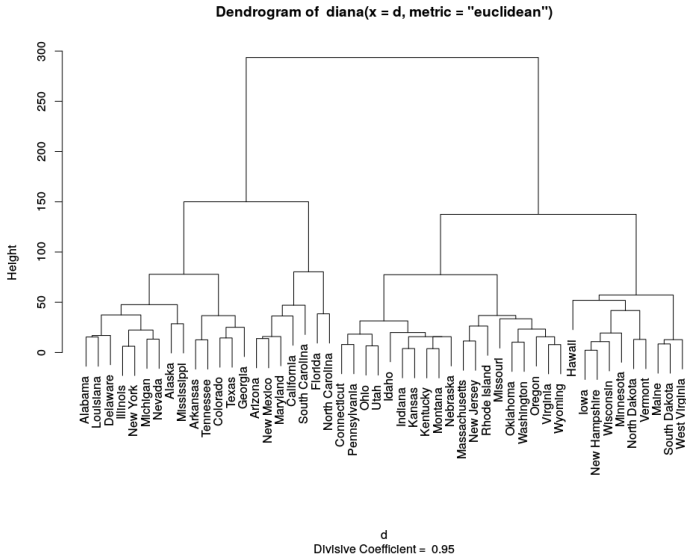 Dendrogram of diana(x = d, metric = "euclidean")
Height
300
250
200
150
100
50
0
Alabama
Louisiana
Delaware
Illinois
New York
Michigan
Nevada
Alaska
Mississippi
Arkansas
Tennessee
Colorado
Texas
Georgia
Arizona
New Mexico
Maryland
California
South Carolina
Florida
North Carolina
Connecticut
Pennsylvania
Ohio
Utah
Idaho
Indiana
Kansas
Kentucky
Montana
Nebraska
Massachusetts
New Jersey
Rhode Island
Missouri
Oklahoma
Washington
Oregon
Virginia
Wyoming
Hawaii
Iowa
New Hampshire
Wisconsin
Minnesota
North Dakota
Vermont
Maine
South Dakota
West Virginia
d
Divisive Coefficient = 0.95